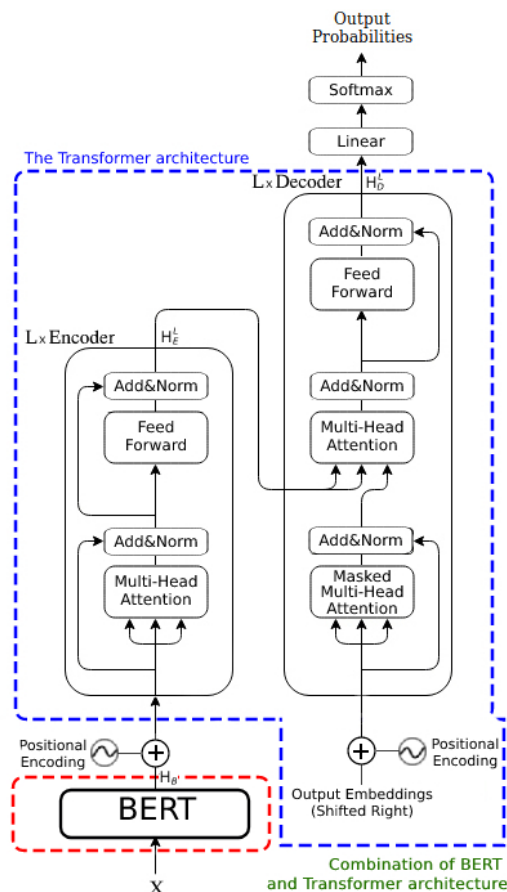 Output
Probabilities
Softmax
Linear
The Transformer architecture
L×Decoder
H_D^L
Add&Norm
Feed
Forward
L×Encoder
H_E^L
Add&Norm
Add&Norm
Feed
Forward
Multi-Head
Attention
Add&Norm
Add&Norm
Multi-Head
Attention
Masked
Multi-Head
Attention
Positional
Encoding
Positional
Encoding
H_B'
Output Embeddings
(Shifted Right)
BERT
Combination of BERT
and Transformer architecture
X